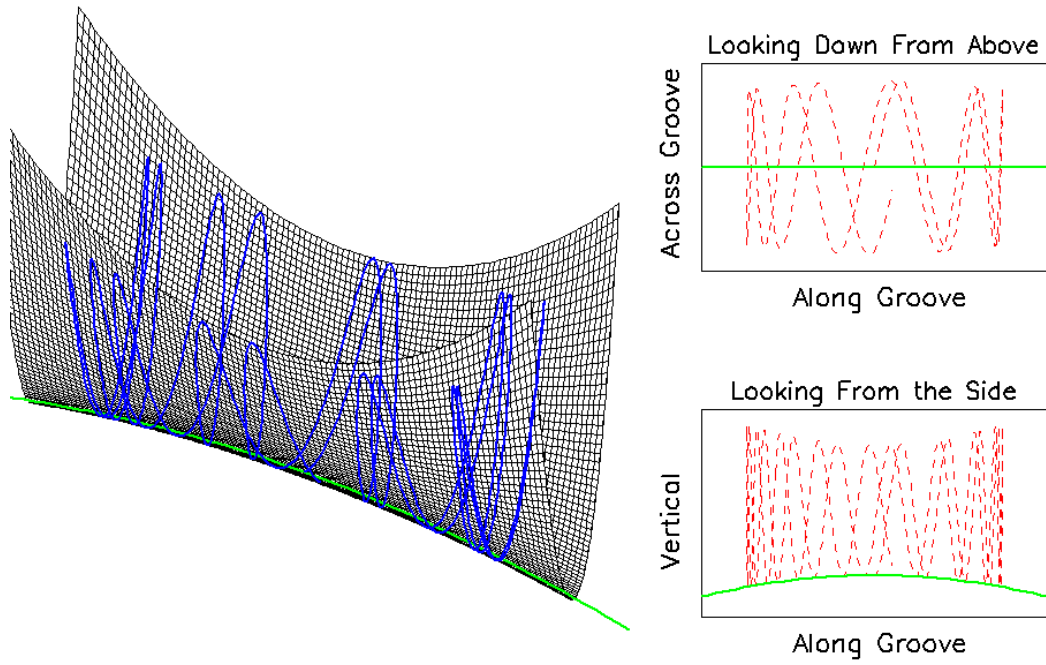 Looking Down From Above
Across Groove
Along Groove
Looking From the Side
Vertical
Along Groove